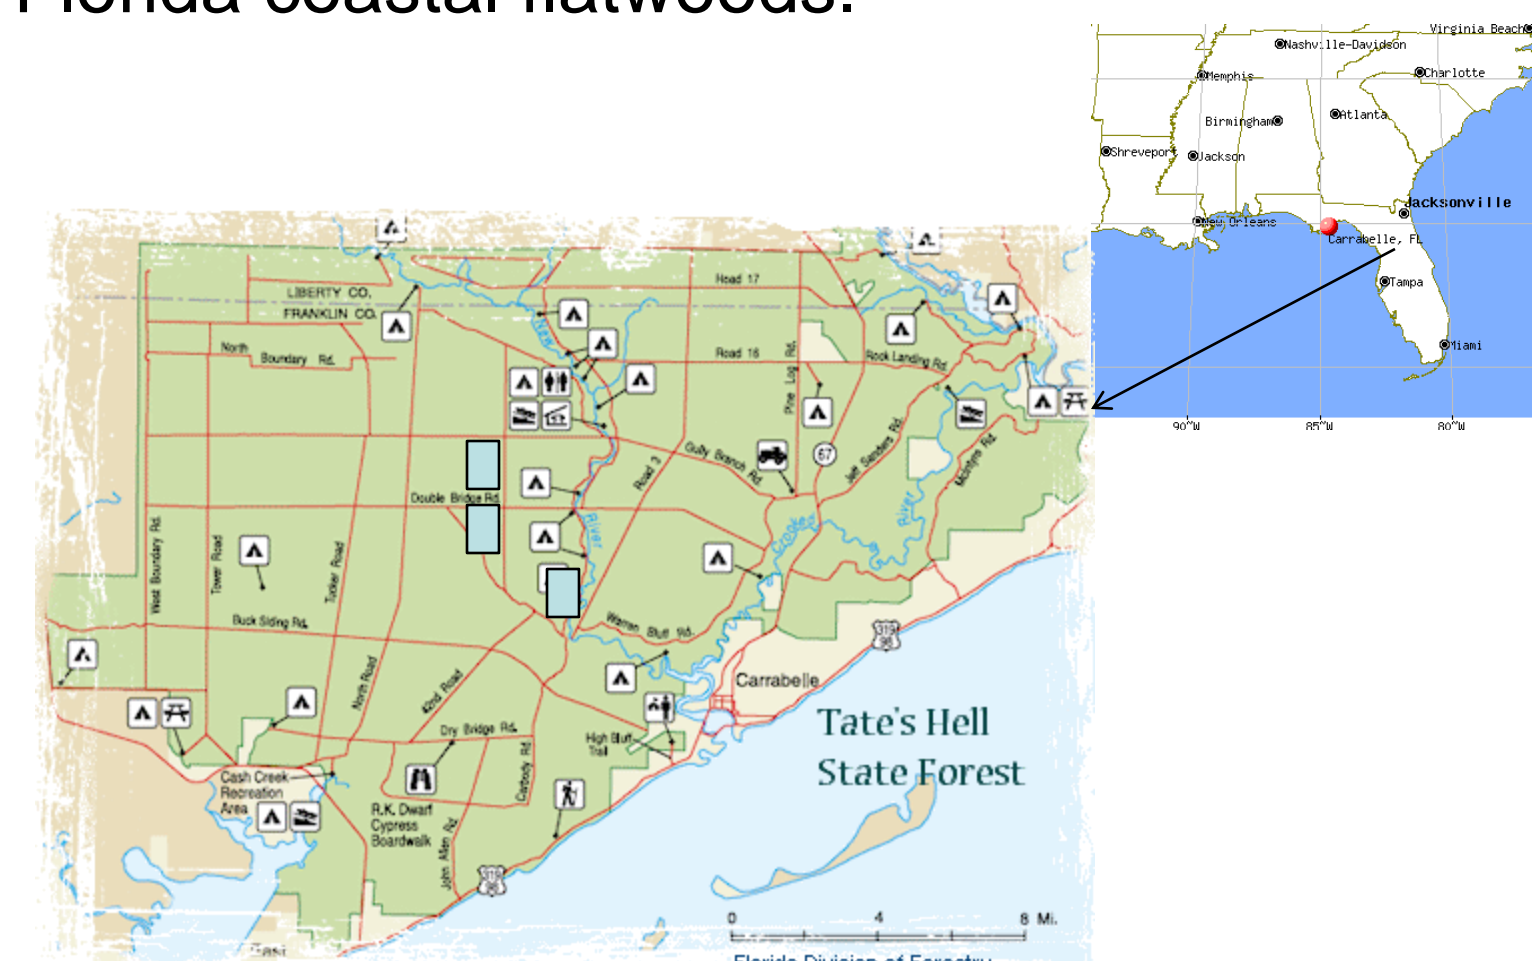 Florida coastal flatwoods.
Virginia Beach
Nashville-Davidson
Memphis
Charlotte
Birmingham
Atlanta
Shreveport
Jackson
Jacksonville
New Orleans
Carrabelle, FL
Tampa
Miami
90°W
85°W
80°W
LIBERTY CO.
FRANKLIN CO.
Road 17
New
North
Boundary Rd.
Road 16
Pine Log Rd.
Rock Landing Rd.
67
Gully Branch Rd.
Jeff Sanders Rd.
McIntyre Rd.
Road 3
Double Bridge Rd.
River
River
Creek
West Boundary Rd.
Tower Road
Tucker Road
Buck Siding Rd.
Warren Bluff Rd.
319
98
North Road
42nd Road
Carrabelle
Dry Bridge Rd.
High Bluff
Trail
Tate's Hell
State Forest
Cash Creek
Recreation
Area
R.K. Dwarf
Cypress
Boardwalk
Carbody Rd.
John Allen Rd
319
98
0 4 8 Mi.
Florida Division of Forestry